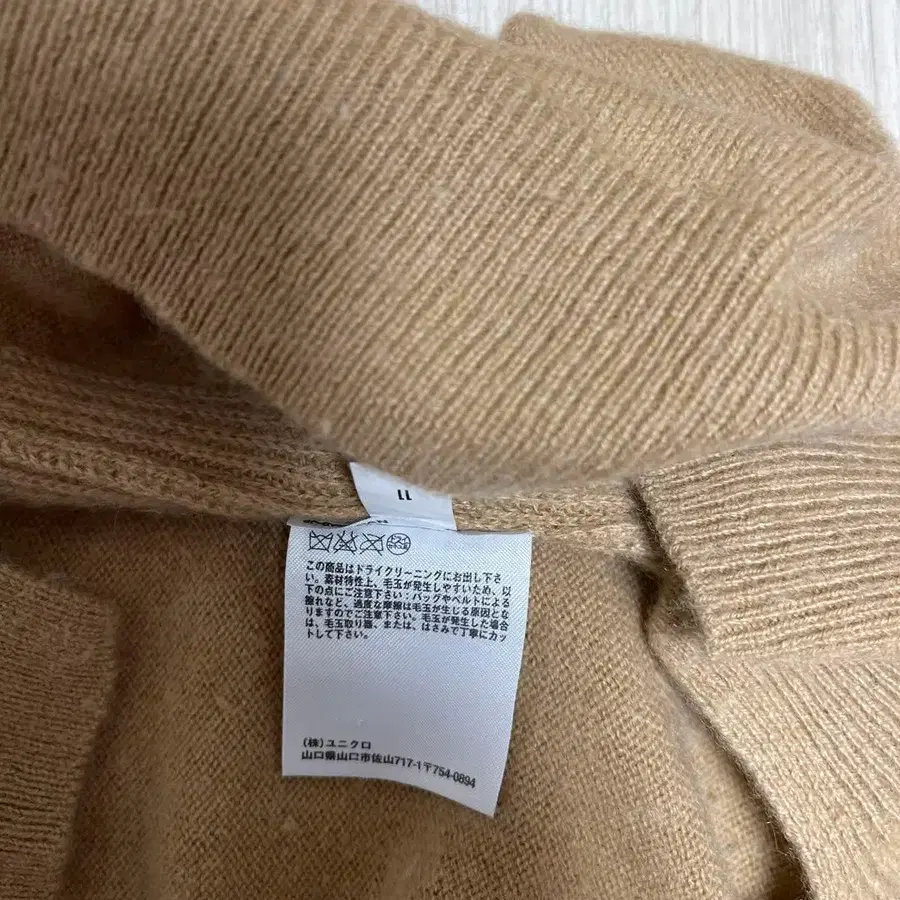 11
この商品はドライクリーニングにお出し下さ
い。素材特性上、毛玉が発生しやすいため、以
下の点にご注意下さい：バッグやベルトによる
擦れなど、過度な摩擦は毛玉が生じる原因とな
りますのでご注意下さい。毛玉が発生した場合
は、毛玉取り器、または、はさみで丁寧にカッ
トして下さい。
(株)ユニクロ
山口県山口市佐山717-1〒754-0894